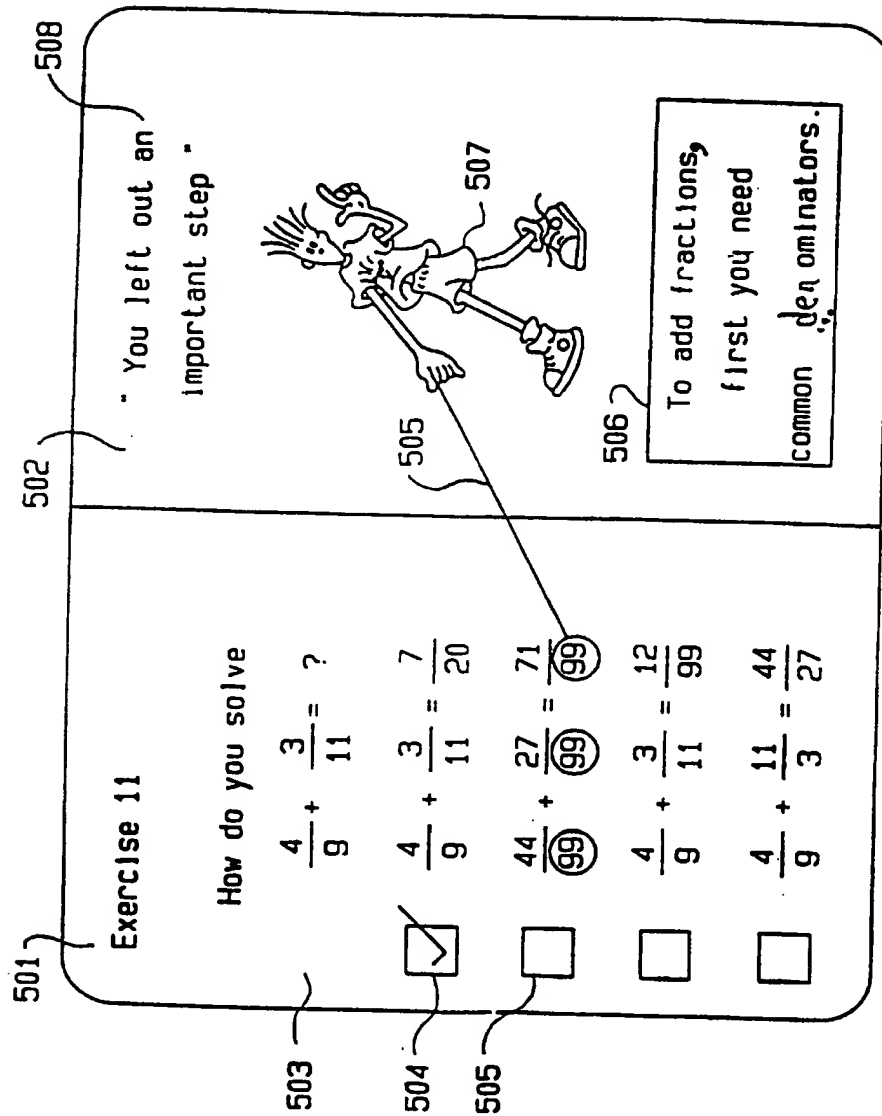 501
502
508
Exercise 11
" You left out an
important step "
How do you solve
503
4/9 + 3/11 = ?
504
4/9 + 3/11 = 7/20
505
44/99 + 27/99 = 71/99
4/9 + 3/11 = 12/99
4/9 + 11/3 = 44/27
505
507
506
To add fractions,
first you need
common den ominators.